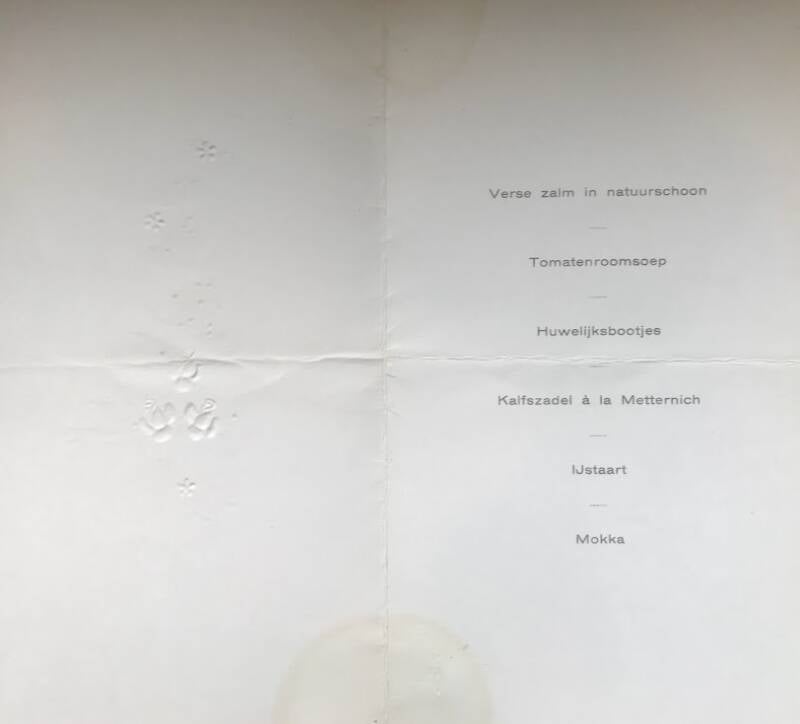 Verse zalm in natuurschoon
Tomatenroomsoep
Huwelijksbootjes
Kalfszadel à la Metternich
IJstaart
Mokka